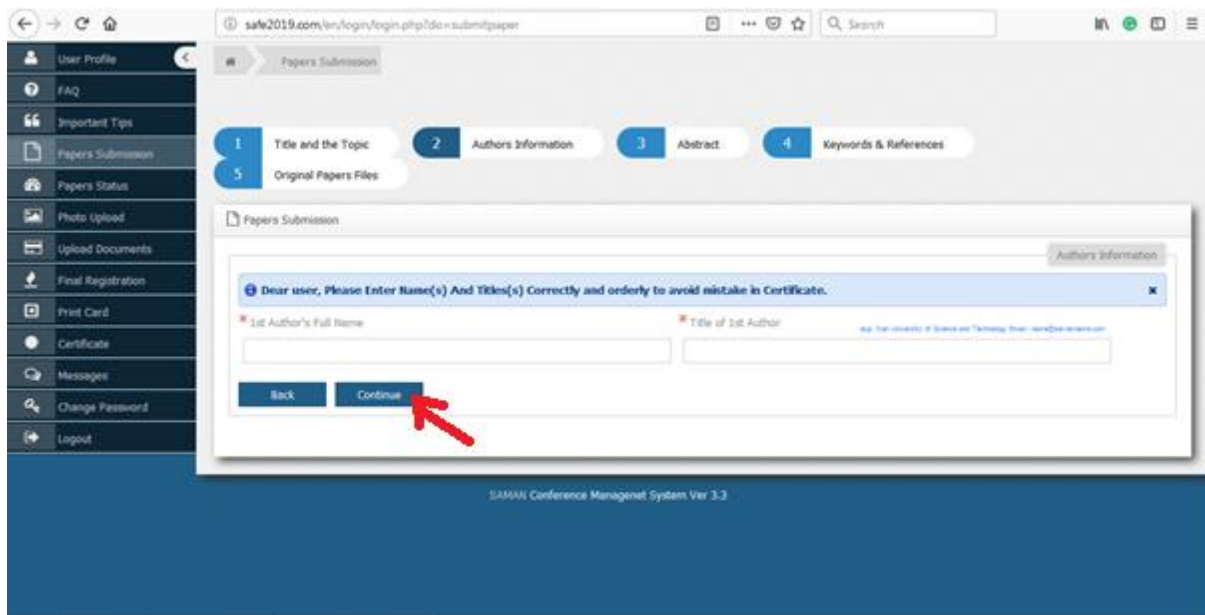 safe2019.com/en/login/login.php?do=submitpaper
Search
User Profile
Papers Submission
FAQ
Important Tips
Papers Submission
Papers Status
Photo Upload
Upload Documents
Final Registration
Print Card
Certificate
Messages
Change Password
Logout
1 Title and the Topic 2 Authors Information 3 Abstract 4 Keywords & References
5 Original Papers Files
Papers Submission
Authors Information
Dear user, Please Enter Name(s) And Titles(s) Correctly and orderly to avoid mistake in Certificate.
1st Author's Full Name
Title of 1st Author
Back Continue
SAMAN Conference Managenet System Ver 3.3